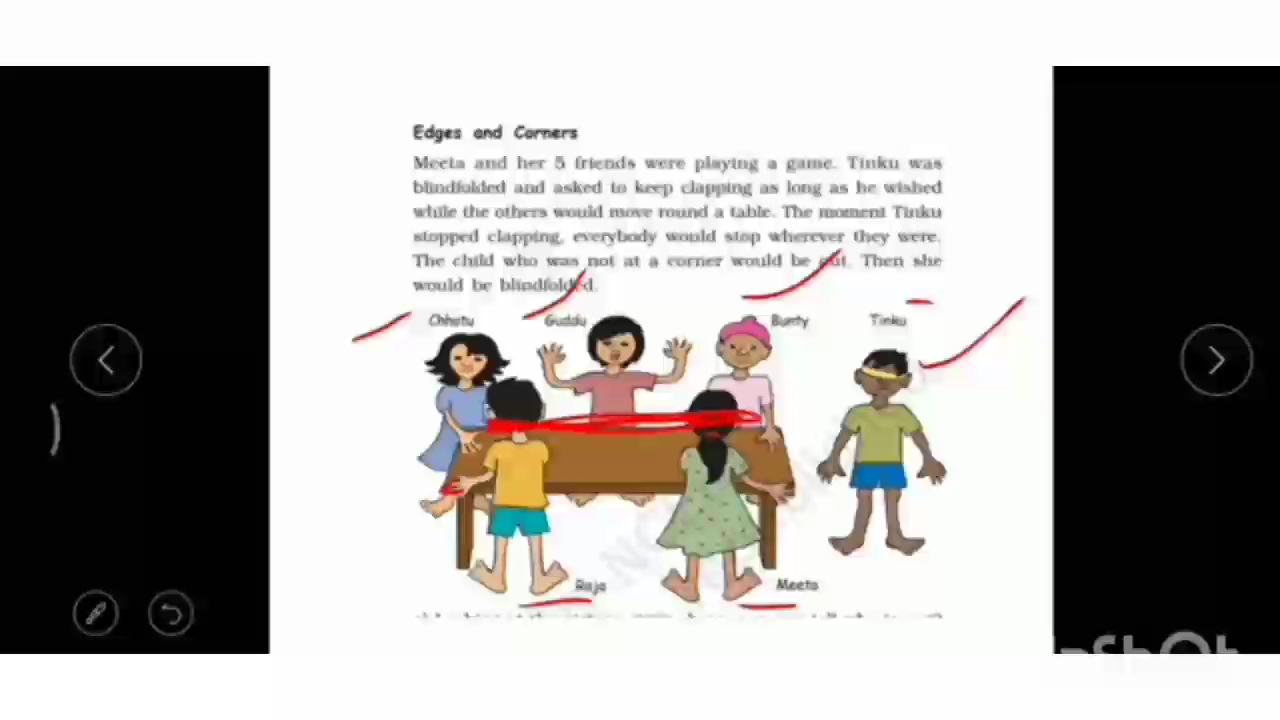 Edges and Corners
Meeta and her 5 friends were playing a game. Tinku was
blindfolded and asked to keep clapping as long as he wished
while the others would move round a table. The moment Tinku
stopped clapping, everybody would stop wherever they were.
The child who was not at a corner would be out. Then she
would be blindfolded.
Chhotu Guddu Bunty Tinku
Raja Meeta